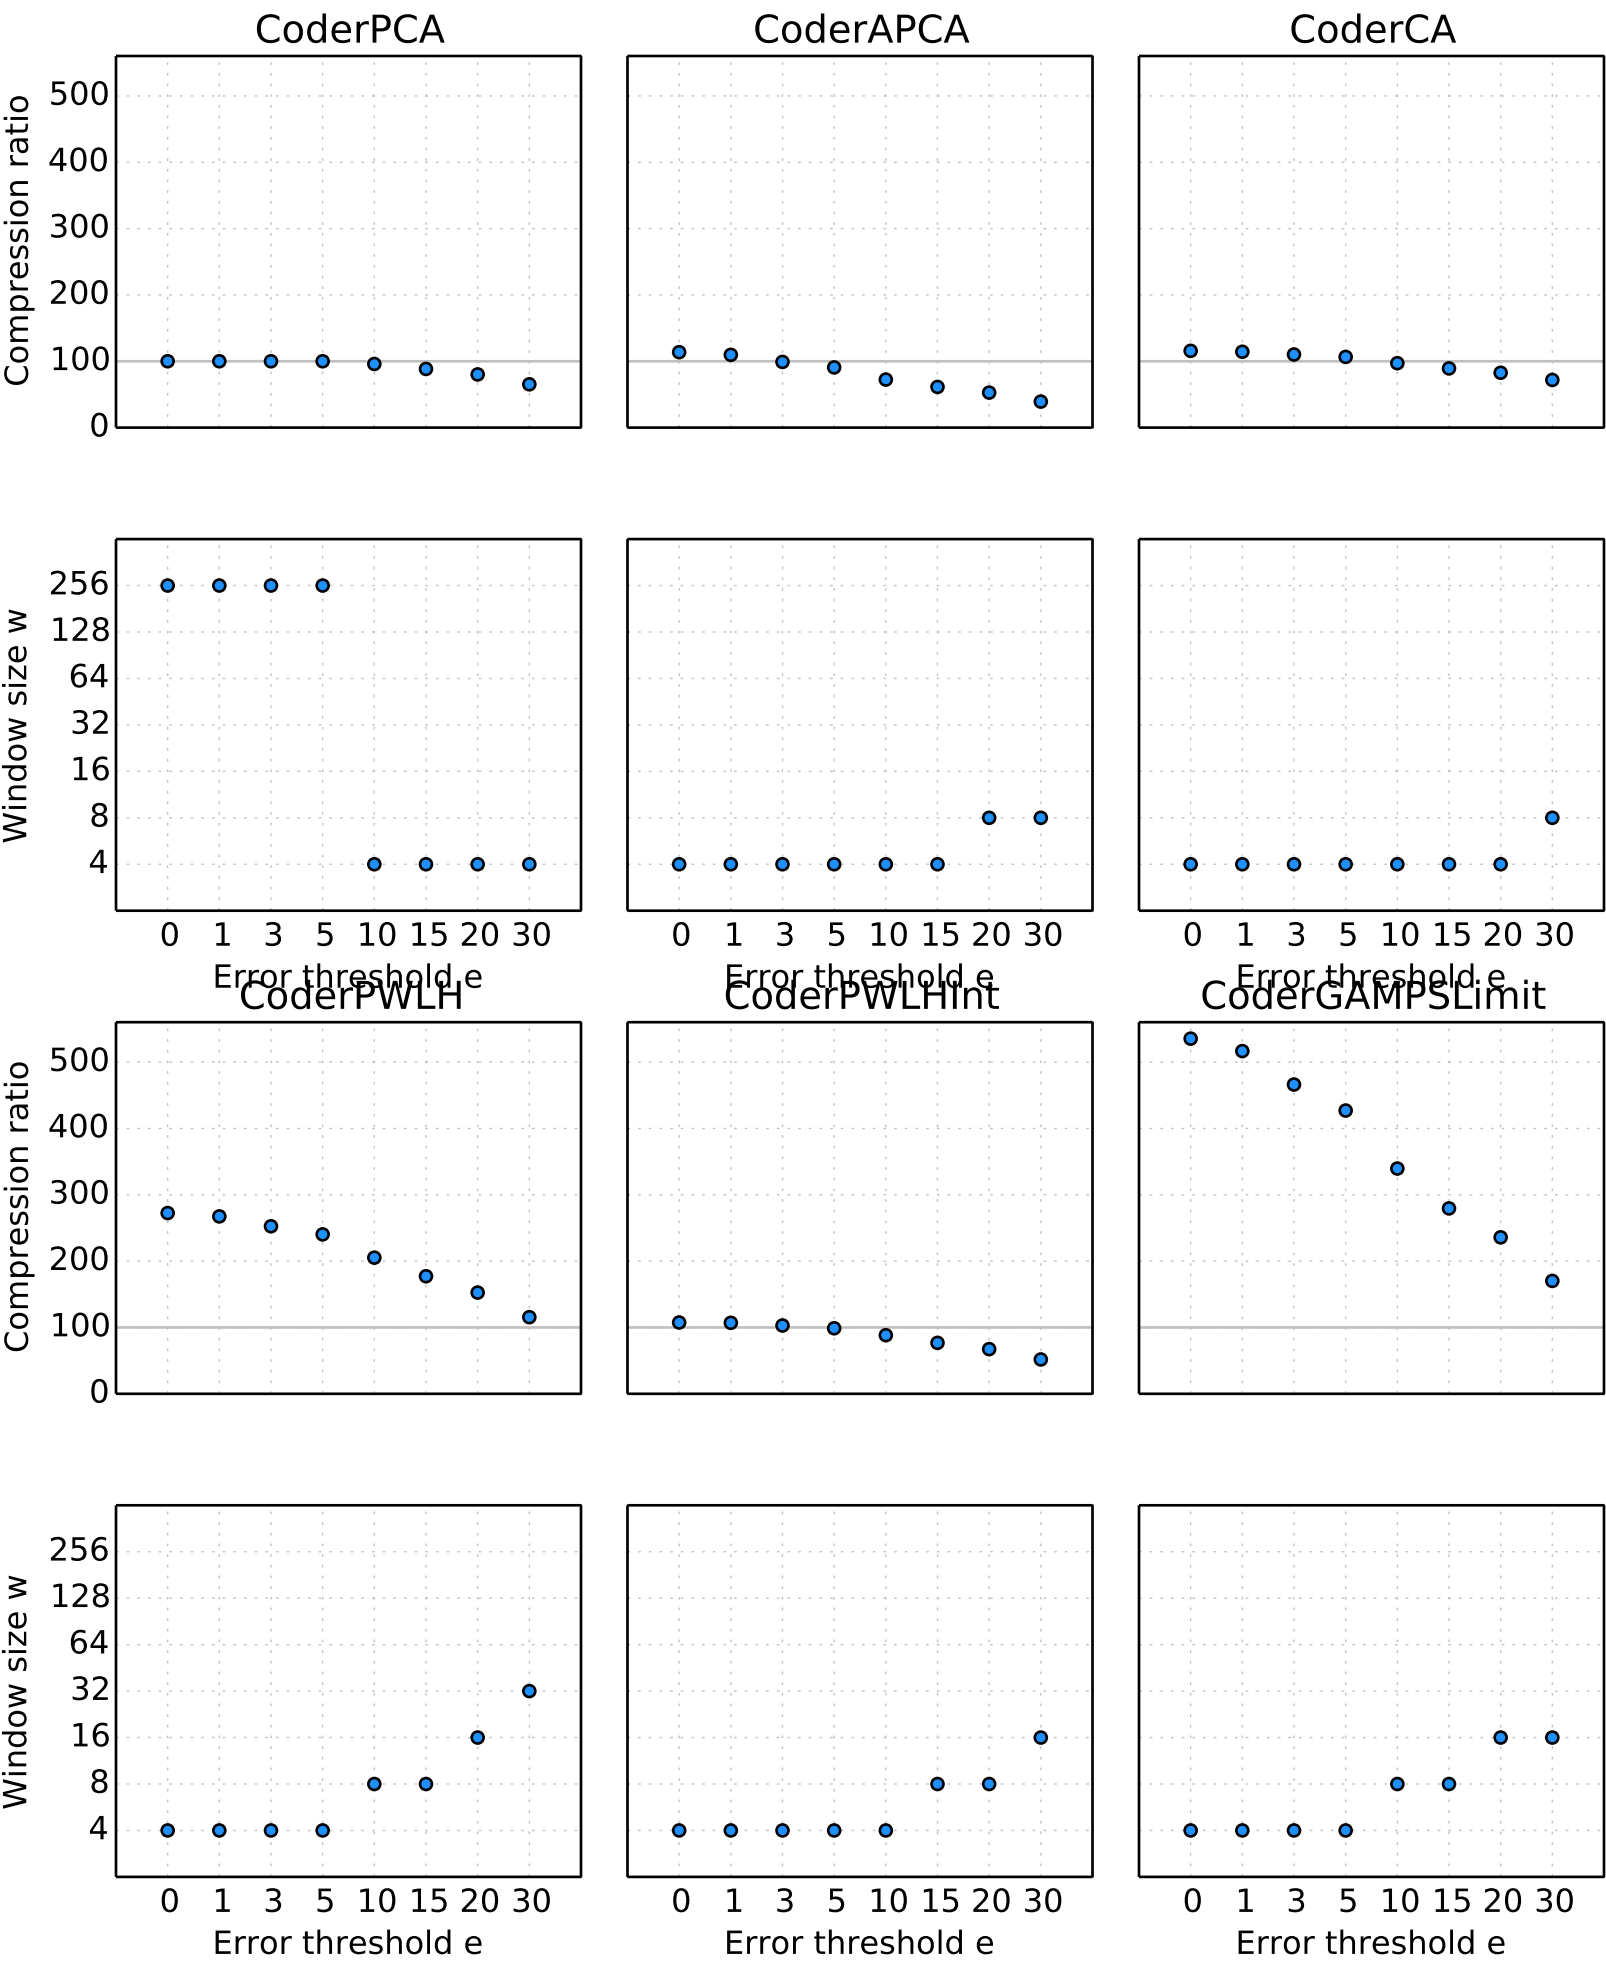 CoderPCA CoderAPCA CoderCA
Compression ratio
500
400
300
200
100
0
Window size w
256
128
64
32
16
8
4
0 1 3 5 10 15 20 30 0 1 3 5 10 15 20 30 0 1 3 5 10 15 20 30
Error threshold e Error threshold e Error threshold e
CoderPWLH CoderPWLHInt CoderGAMPSLimit
Compression ratio
500
400
300
200
100
0
Window size w
256
128
64
32
16
8
4
0 1 3 5 10 15 20 30 0 1 3 5 10 15 20 30 0 1 3 5 10 15 20 30
Error threshold e Error threshold e Error threshold e